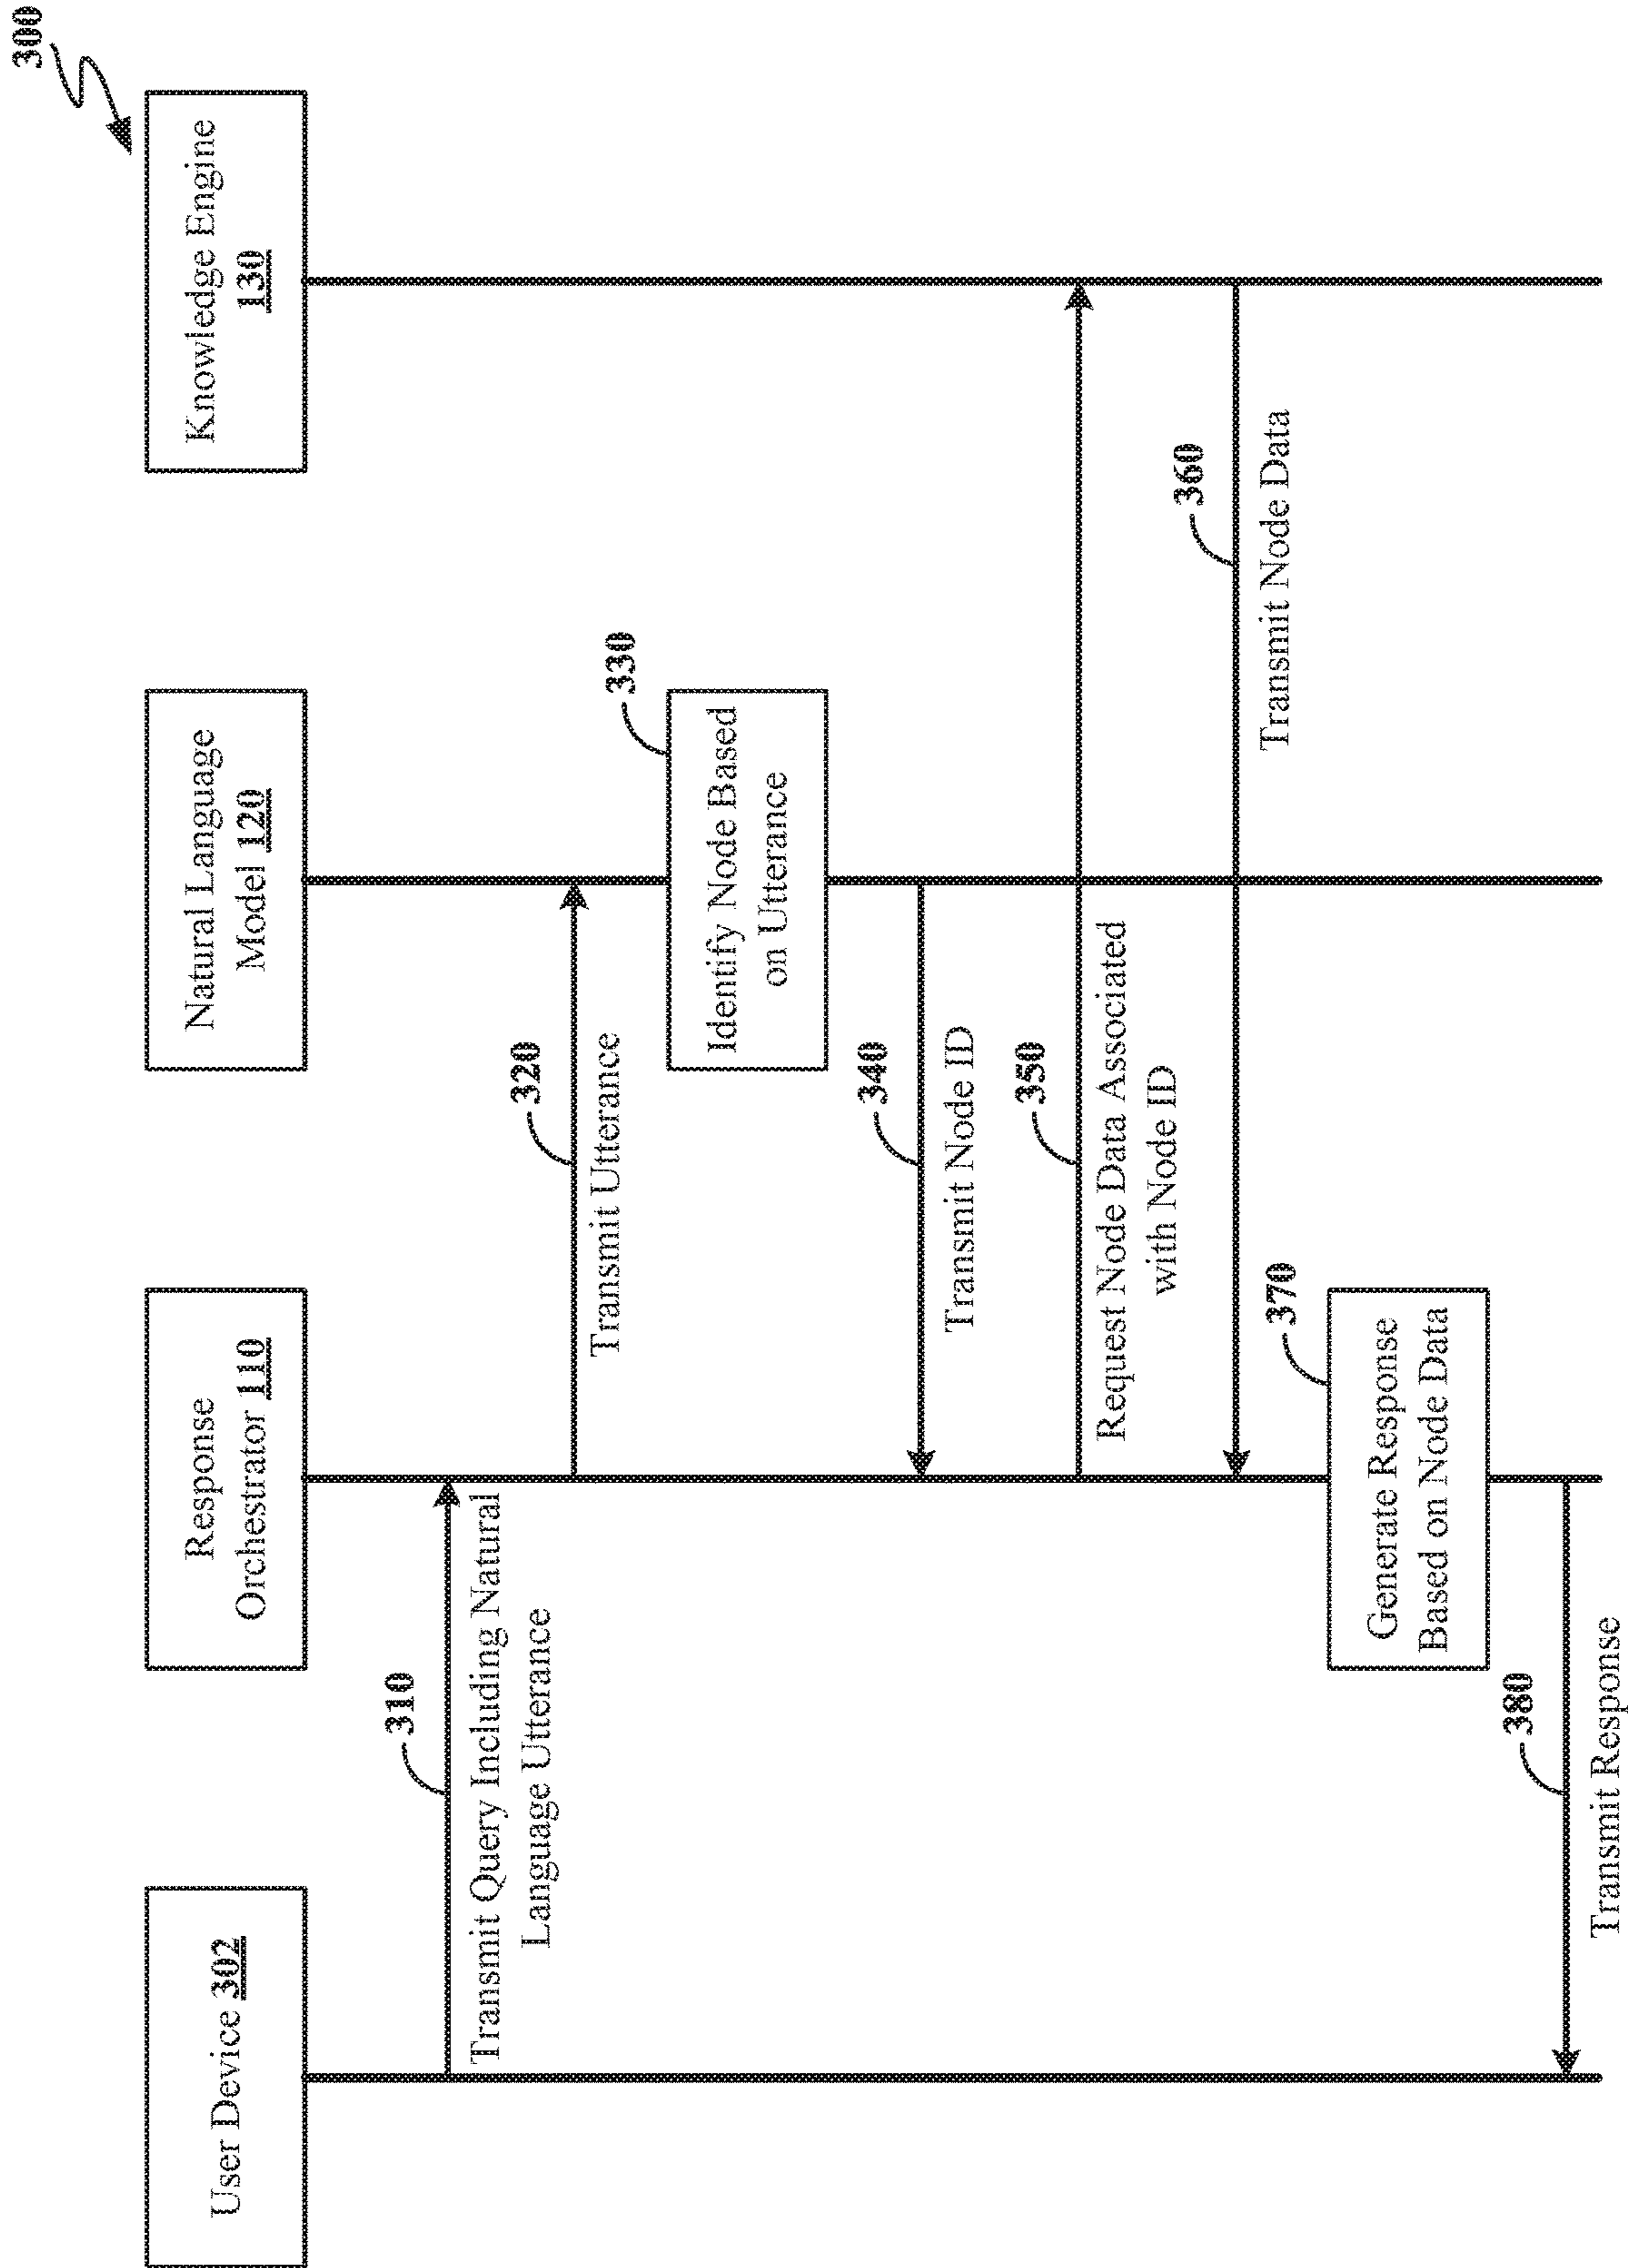 300
User Device 302
Response
Orchestrator 110
Natural Language
Model 120
Knowledge Engine
130
310
Transmit Query Including Natural
Language Utterance
320
Transmit Utterance
330
Identify Node Based
on Utterance
340
Transmit Node ID
350
Request Node Data Associated
with Node ID
360
Transmit Node Data
370
Generate Response
Based on Node Data
380
Transmit Response